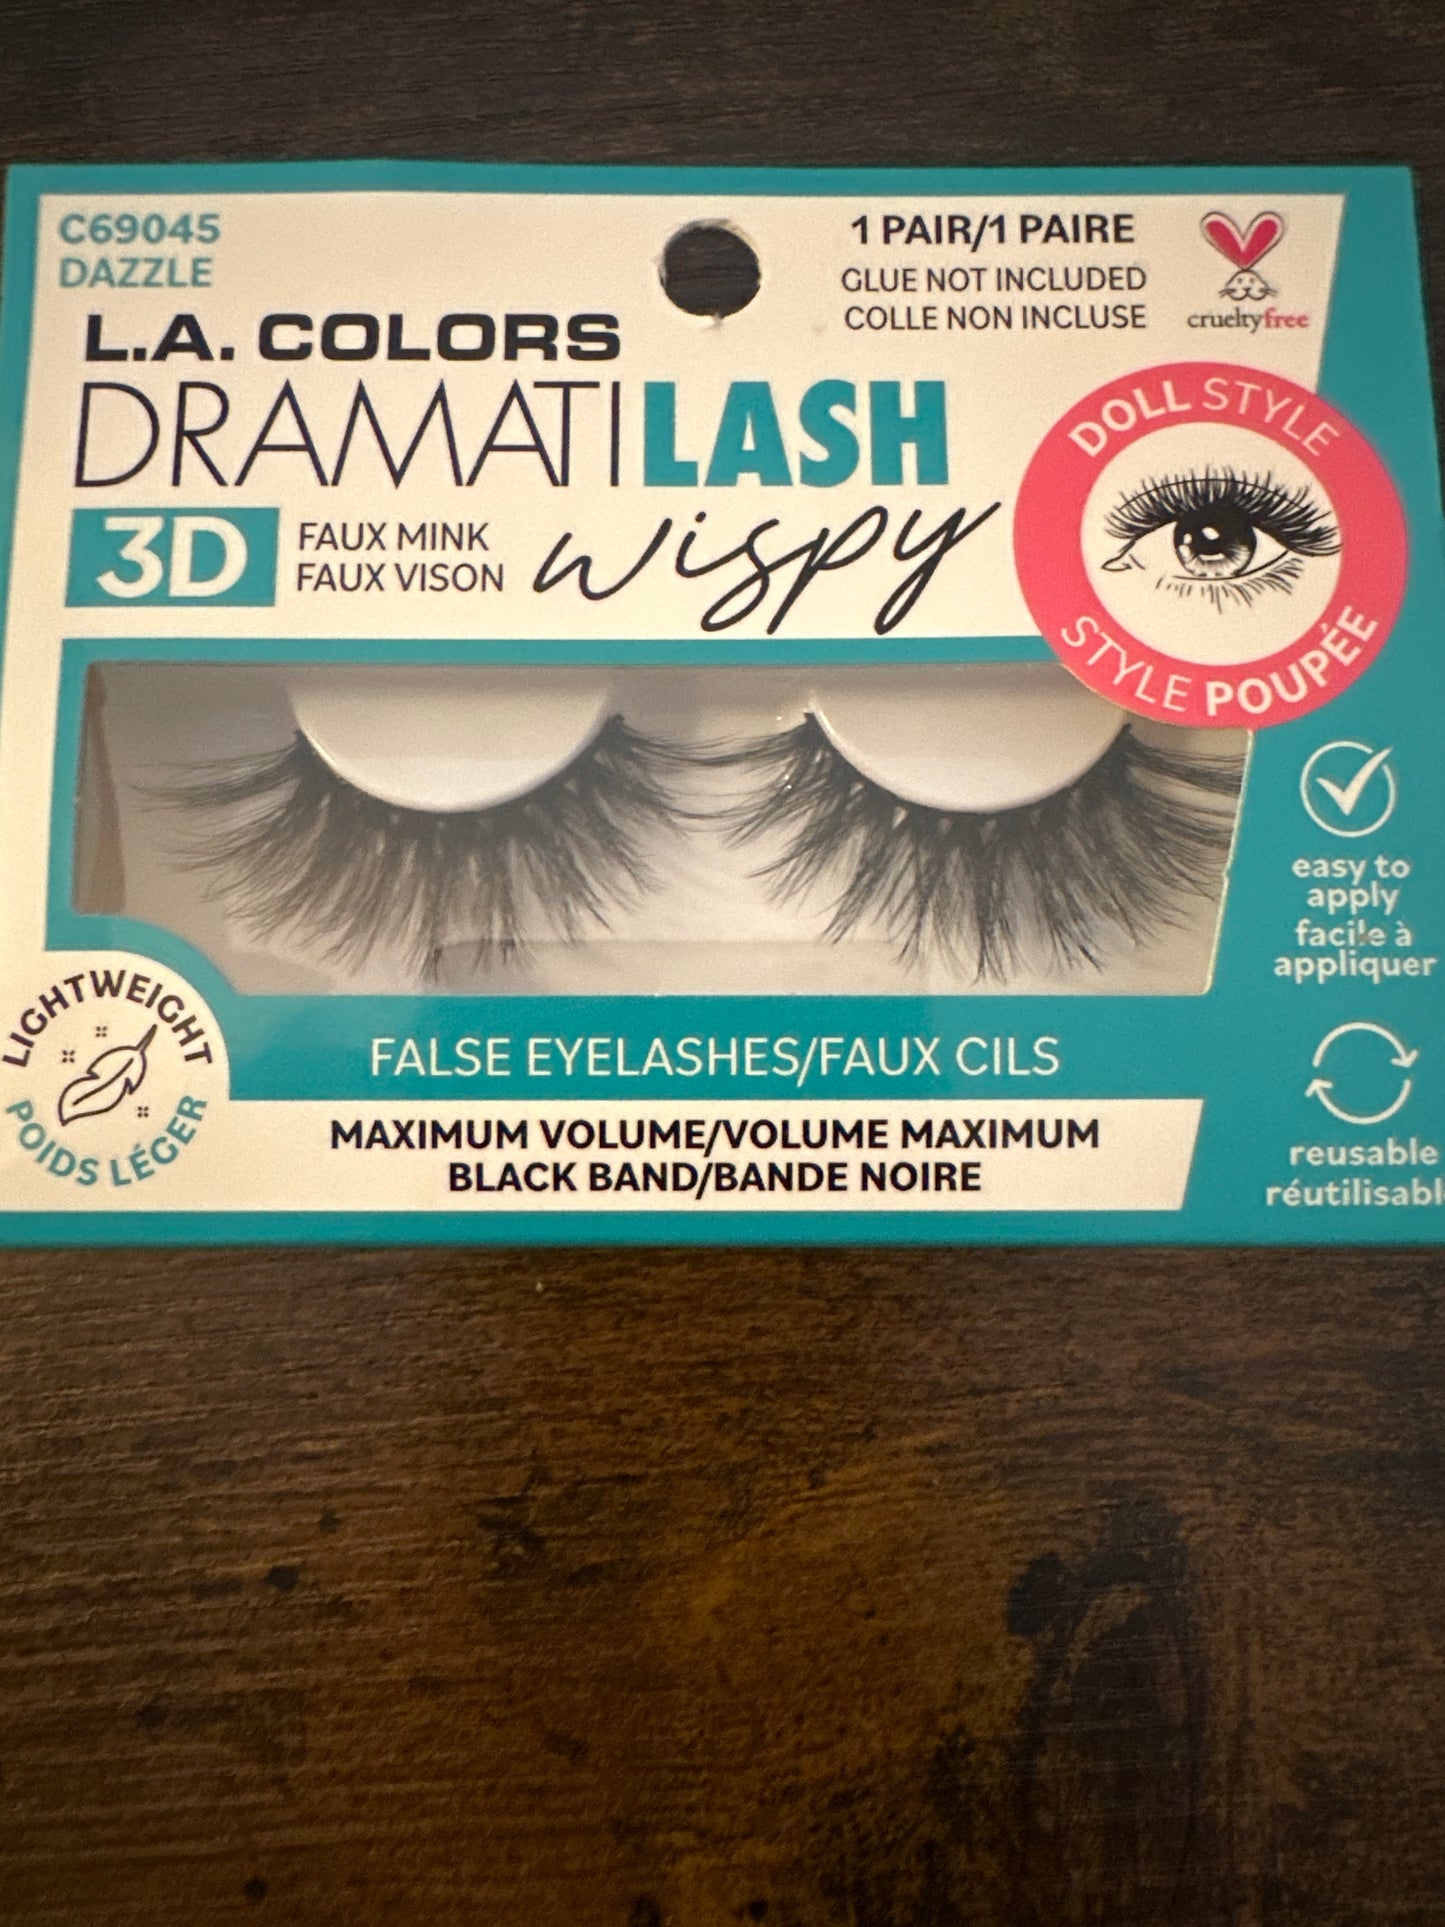 C69045
DAZZLE
1 PAIR/1 PAIRE
GLUE NOT INCLUDED
COLLE NON INCLUSE
crueltyfree
L.A. COLORS
DRAMATILASH
3D
FAUX MINK
FAUX VISON
wispy
DOLL STYLE
STYLE POUPÉE
easy to
apply
facile à
appliquer
LIGHTWEIGHT
POIDS LÉGER
FALSE EYELASHES/FAUX CILS
MAXIMUM VOLUME/VOLUME MAXIMUM
BLACK BAND/BANDE NOIRE
reusable
réutilisabl